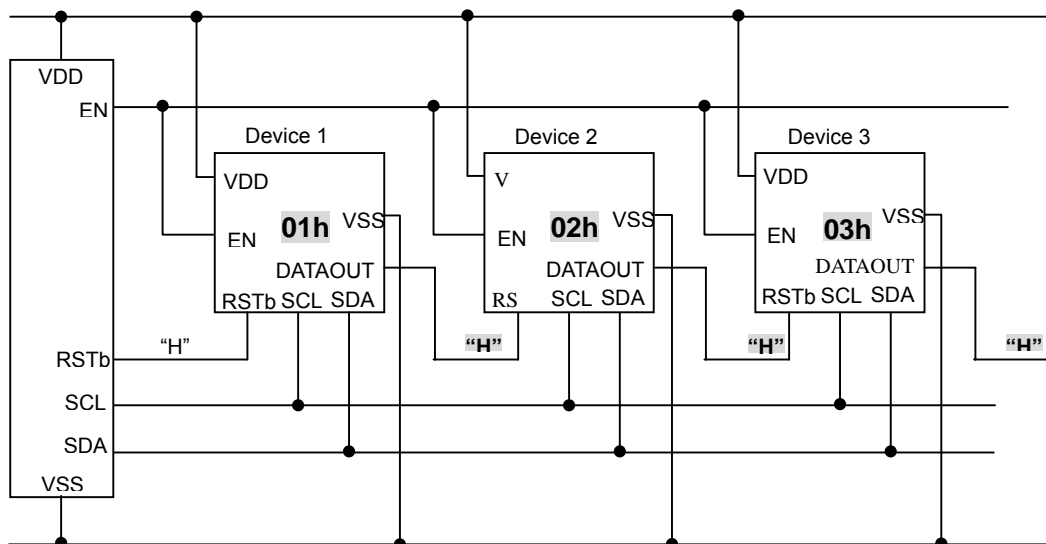 VDD
EN
RSTb
SCL
SDA
VSS
Device 1
VDD
EN
01h
VSS
DATAOUT
RSTb SCL SDA
“H”
Device 2
V
EN
02h
VSS
DATAOUT
RS SCL SDA
“H”
Device 3
VDD
EN
03h
VSS
DATAOUT
RSTb SCL SDA
“H”
“H”